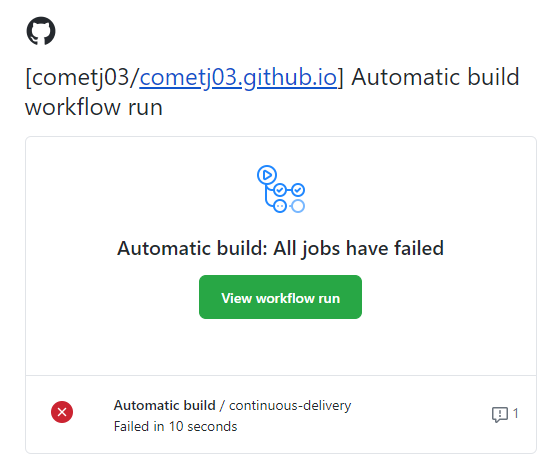 [cometj03/cometj03.github.io] Automatic build
workflow run
Automatic build: All jobs have failed
View workflow run
Automatic build / continuous-delivery
Failed in 10 seconds
1